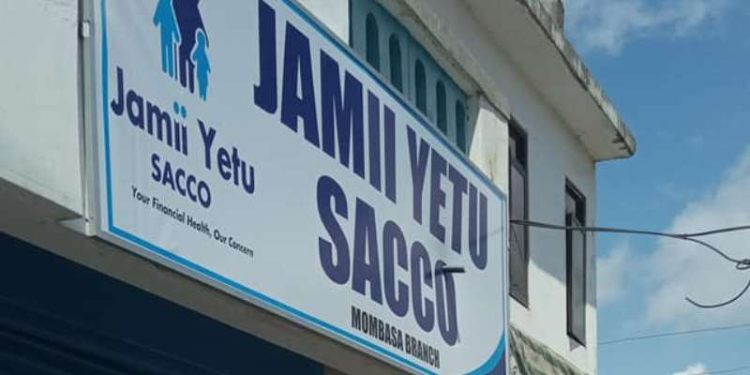 Jamii Yetu
SACCO
Your Financial Health, Our Concern
JAMII YETU
SACCO
MOMBASA BRANCH